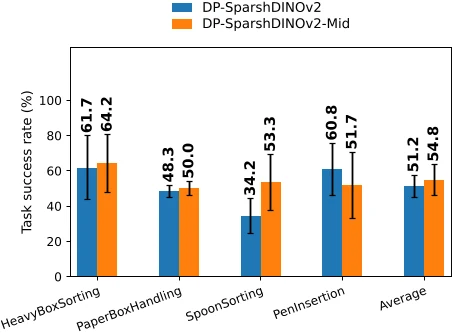 DP-SparshDINOv2
DP-SparshDINOv2-Mid
Task success rate (%)
100
80
60
40
20
0
61.7
64.2
48.3
50.0
34.2
53.3
60.8
51.7
51.2
54.8
HeavyBoxSorting
PaperBoxHandling
SpoonSorting
PenInsertion
Average